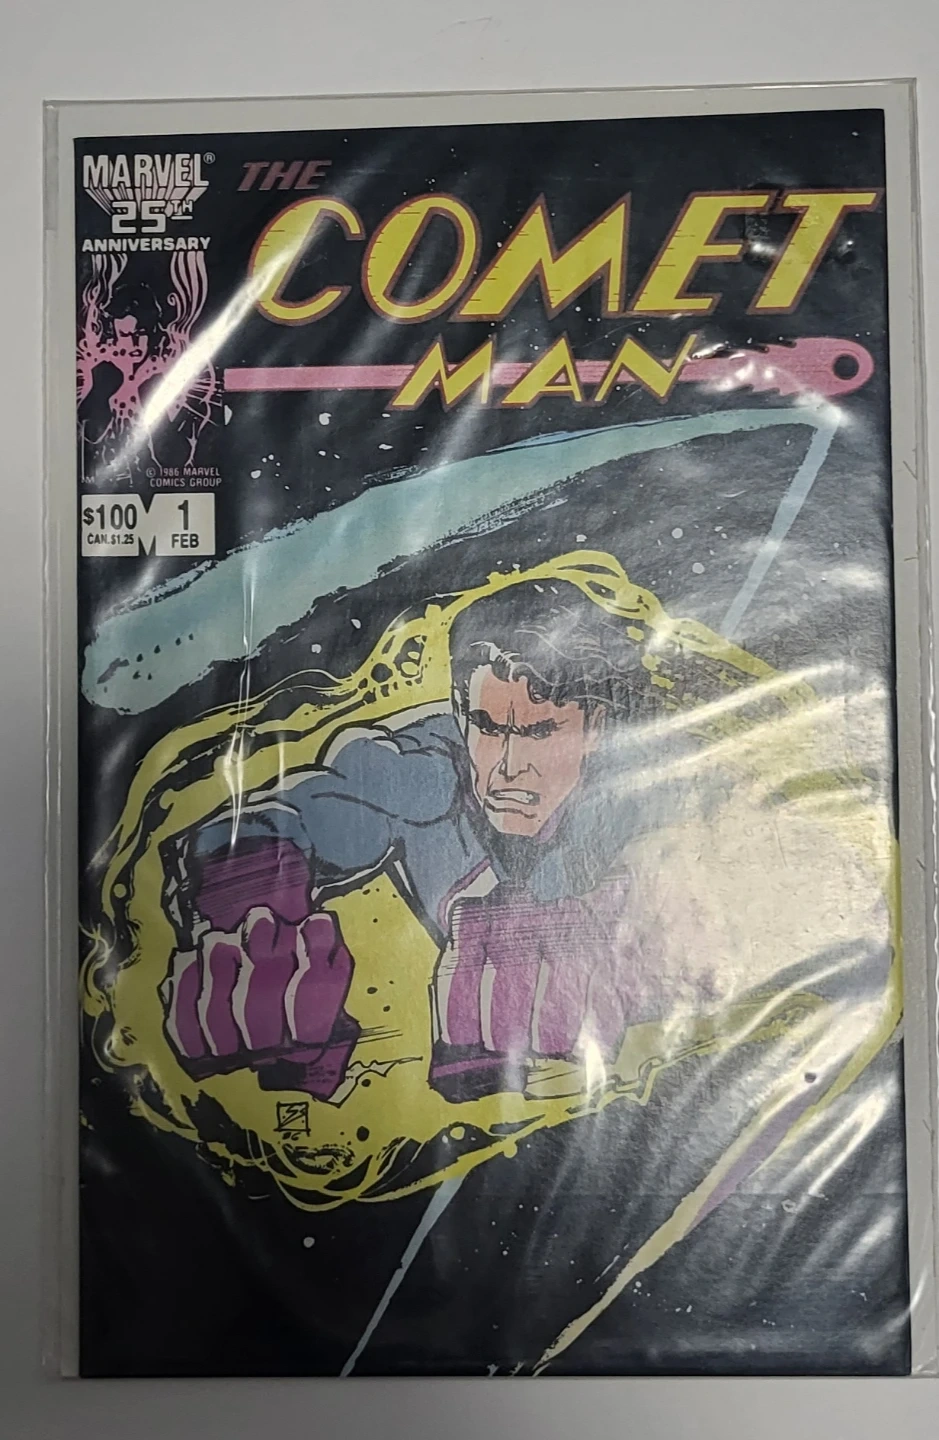 MARVEL®
25TH
ANNIVERSARY
THE
COMET
MAN
© 1986 MARVEL
COMICS GROUP
$100
CAN. $1.25
1
FEB